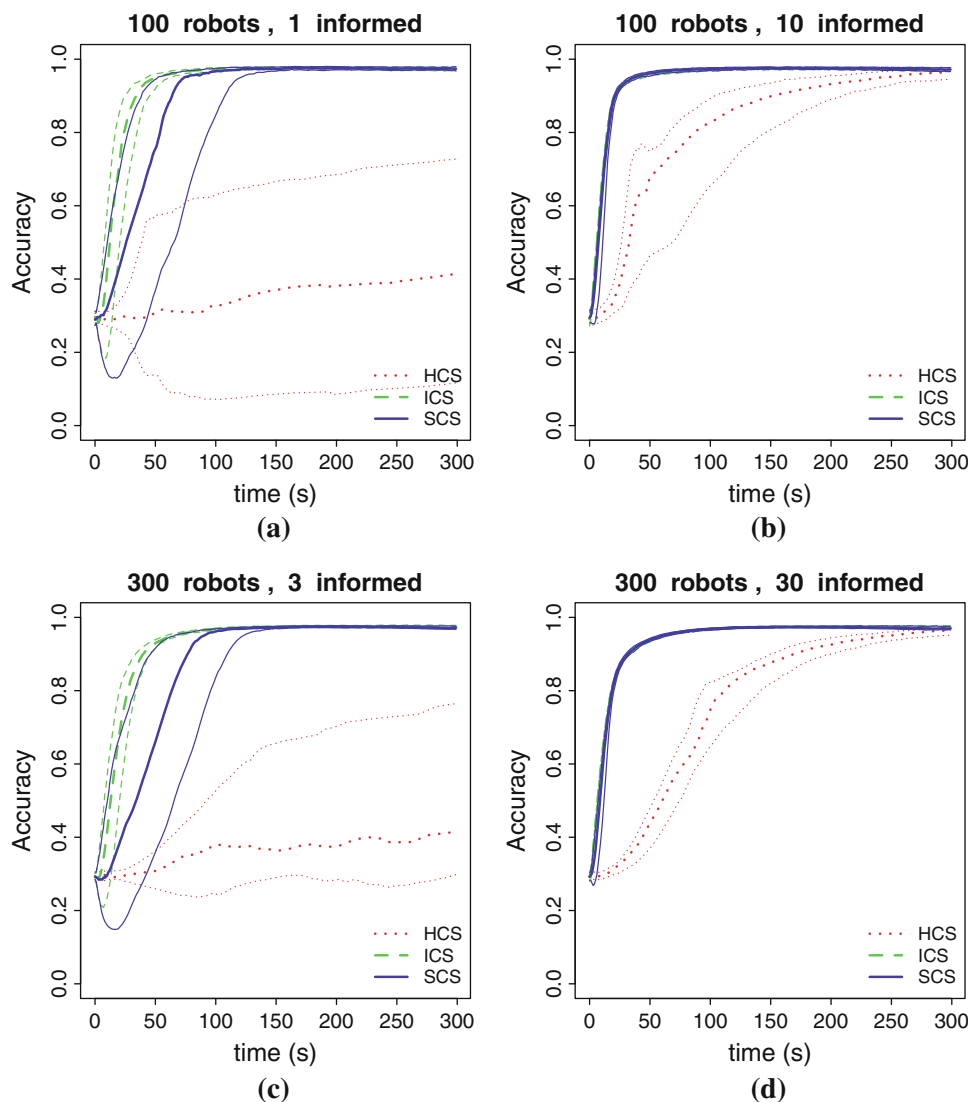 100 robots , 1 informed
Accuracy
0.0 0.2 0.4 0.6 0.8 1.0
HCS
ICS
SCS
0 50 100 150 200 250 300
time (s)
(a)
100 robots , 10 informed
Accuracy
0.0 0.2 0.4 0.6 0.8 1.0
HCS
ICS
SCS
0 50 100 150 200 250 300
time (s)
(b)
300 robots , 3 informed
Accuracy
0.0 0.2 0.4 0.6 0.8 1.0
HCS
ICS
SCS
0 50 100 150 200 250 300
time (s)
(c)
300 robots , 30 informed
Accuracy
0.0 0.2 0.4 0.6 0.8 1.0
HCS
ICS
SCS
0 50 100 150 200 250 300
time (s)
(d)